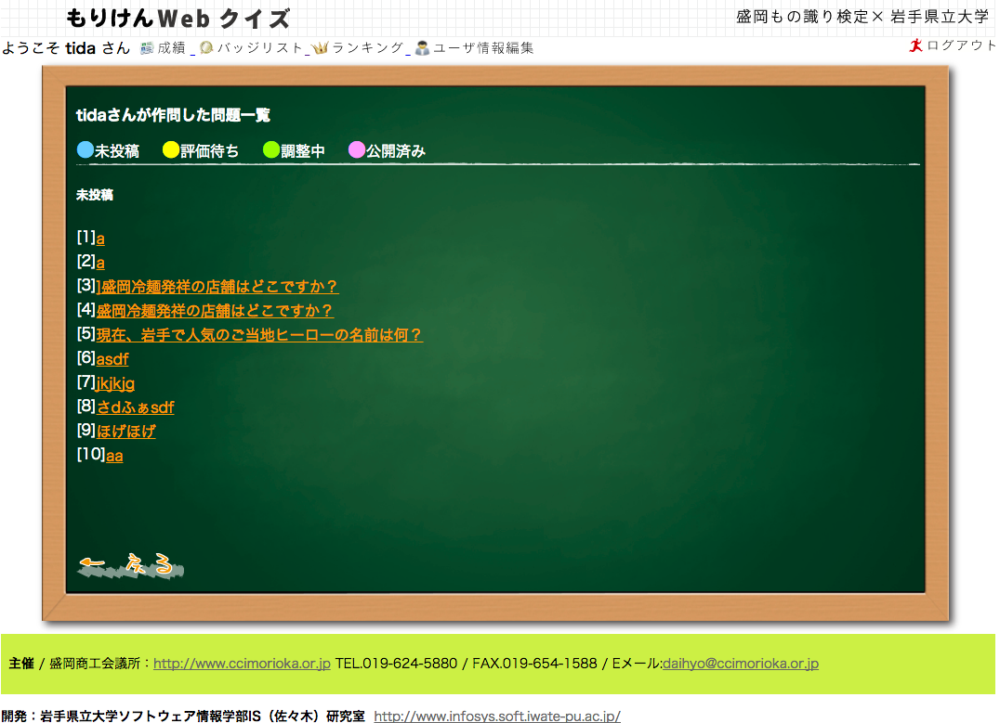 もりけんWeb クイズ
盛岡もの識り検定× 岩手県立大学
ようこそ tida さん 成績_バッジリスト_ランキング_ユーザ情報編集
ログアウト
tidaさんが作問した問題一覧
未投稿 評価待ち 調整中 公開済み
未投稿
[1]a
[2]a
[3]]盛岡冷麺発祥の店舗はどこですか？
[4]盛岡冷麺発祥の店舗はどこですか？
[5]現在、岩手で人気のご当地ヒーローの名前は何？
[6]asdf
[7]jkjkjg
[8]さdふぁsdf
[9]ほげほげ
[10]aa
← 戻る
主催 / 盛岡商工会議所：http://www.ccimorioka.or.jp TEL.019-624-5880 / FAX.019-654-1588 / Eメール:daihyo@ccimorioka.or.jp
開発：岩手県立大学ソフトウェア情報学部IS（佐々木）研究室 http://www.infosys.soft.iwate-pu.ac.jp/